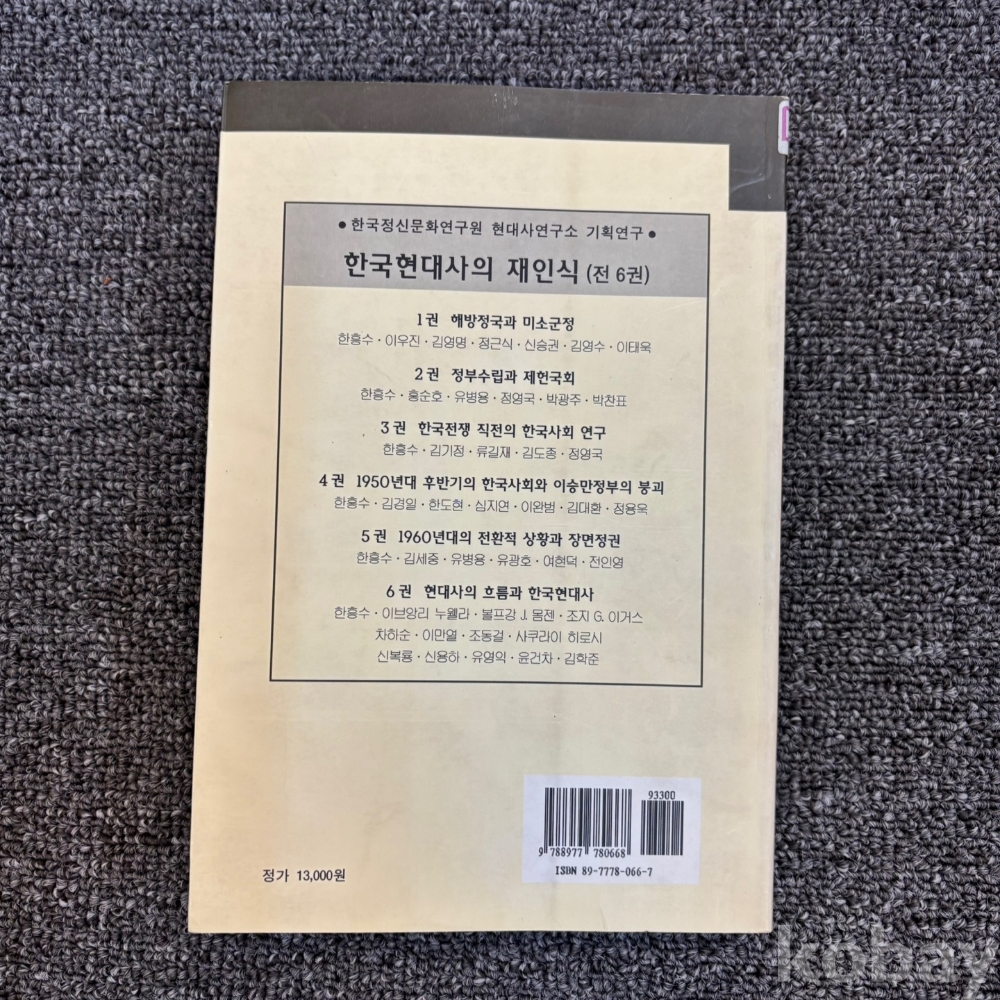 • 한국정신문화연구원 현대사연구소 기획연구 •
한국현대사의 재인식 (전 6권)
1권 해방정국과 미소군정
한흥수·이우진·김영명·정근식·신승권·김영수·이태욱
2권 정부수립과 제헌국회
한흥수·홍순호·유병용·정영국·박광주·박찬표
3권 한국전쟁 직전의 한국사회 연구
한흥수·김기정·류길재·김도종·정영국
4권 1950년대 후반기의 한국사회와 이승만정부의 붕괴
한흥수·김경일·한도현·심지연·이완범·김대환·정용욱
5권 1960년대의 전환적 상황과 장면정권
한흥수·김세중·유병용·유광호·여현덕·전인영
6권 현대사의 흐름과 한국현대사
한흥수·이브앙리 누웰라·볼프강 J. 몸젠·조지 G. 이거스
차하순·이만열·조동걸·사쿠라이 히로시
신복룡·신용하·유영익·윤건차·김학준
93300
9 788977 780668
ISBN 89-7778-066-7
정가 13,000원
kobay